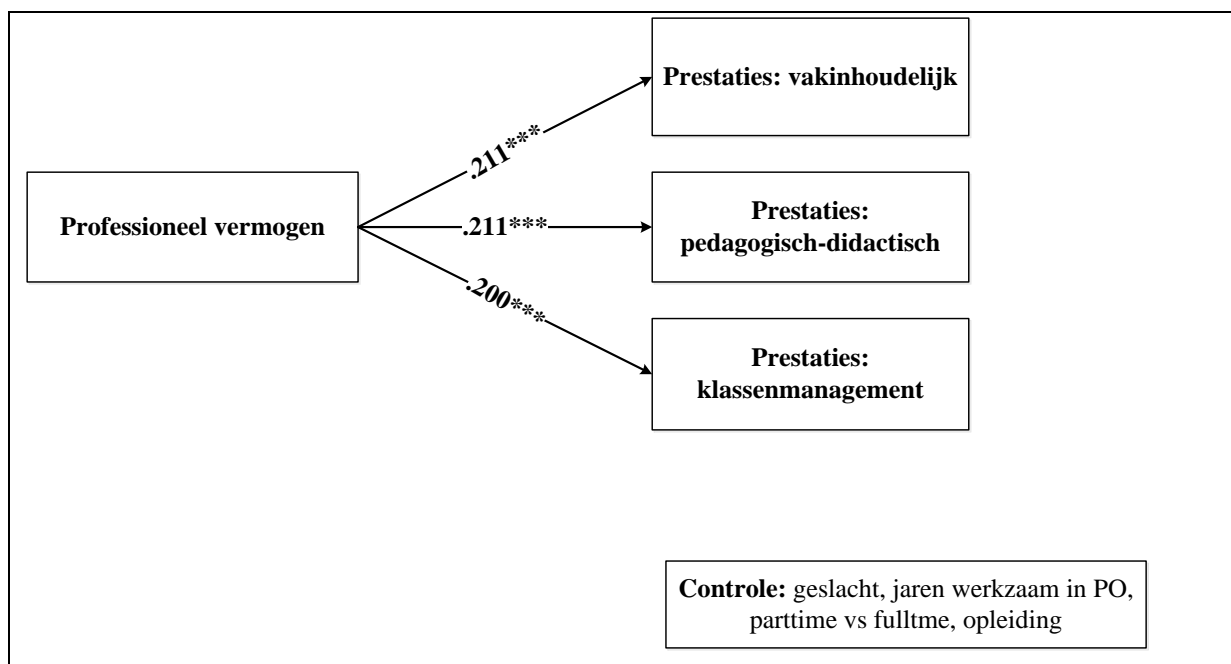 Prestaties: vakinhoudelijk
.211***
Professioneel vermogen
.211***
Prestaties:
pedagogisch-didactisch
.200***
Prestaties:
klassenmanagement
Controle: geslacht, jaren werkzaam in PO,
parttime vs fulltme, opleiding